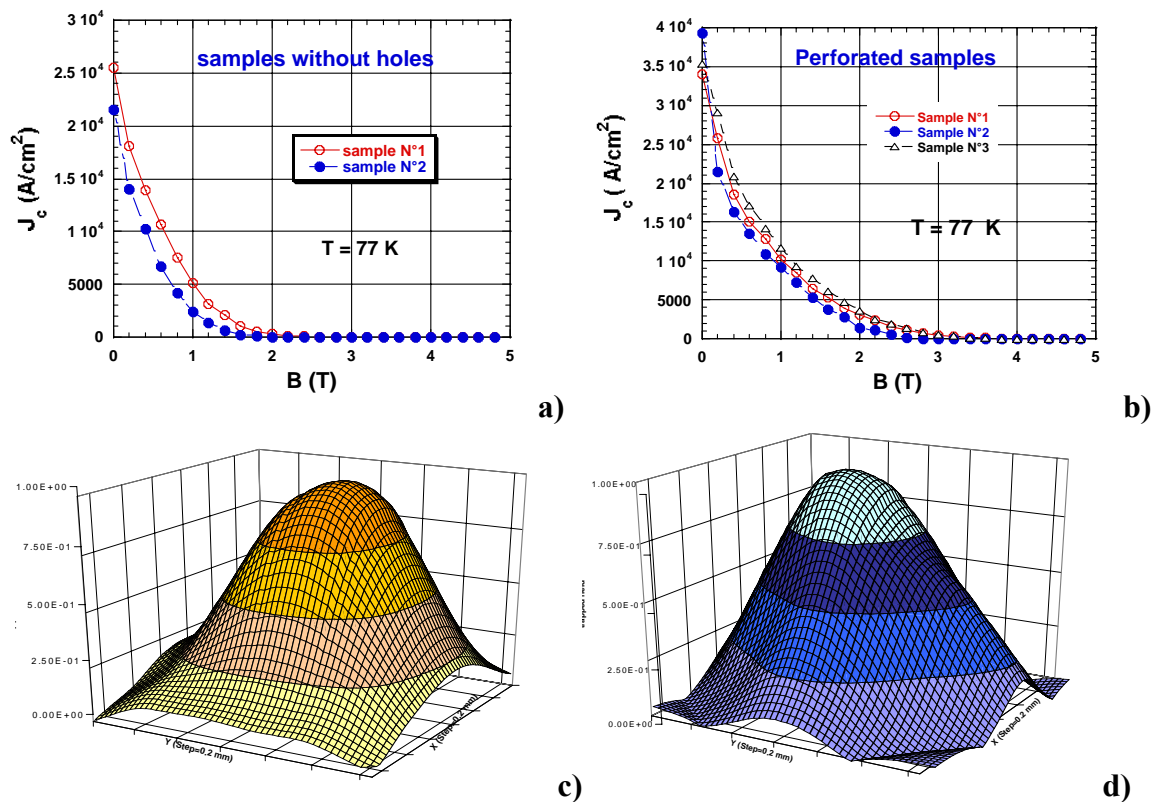 3 10⁴
2.5 10⁴
2 10⁴
1.5 10⁴
1 10⁴
5000
0
J_c (A/cm²)
samples without holes
sample N°1
sample N°2
T = 77 K
0 1 2 3 4 5
B (T)
a)
4 10⁴
3.5 10⁴
3 10⁴
2.5 10⁴
2 10⁴
1.5 10⁴
1 10⁴
5000
0
J_c ( A/cm²)
Perforated samples
Sample N°1
Sample N°2
Sample N°3
T = 77 K
0 1 2 3 4 5
B (T)
b)
1.00E+00
7.50E-01
5.00E-01
2.50E-01
0.00E+00
Y (Step=0.2 mm)
X (Step=0.2 mm)
c)
1.00E+00
7.50E-01
5.00E-01
2.50E-01
0.00E+00
Y (Step=0.2 mm)
X (Step=0.2 mm)
d)